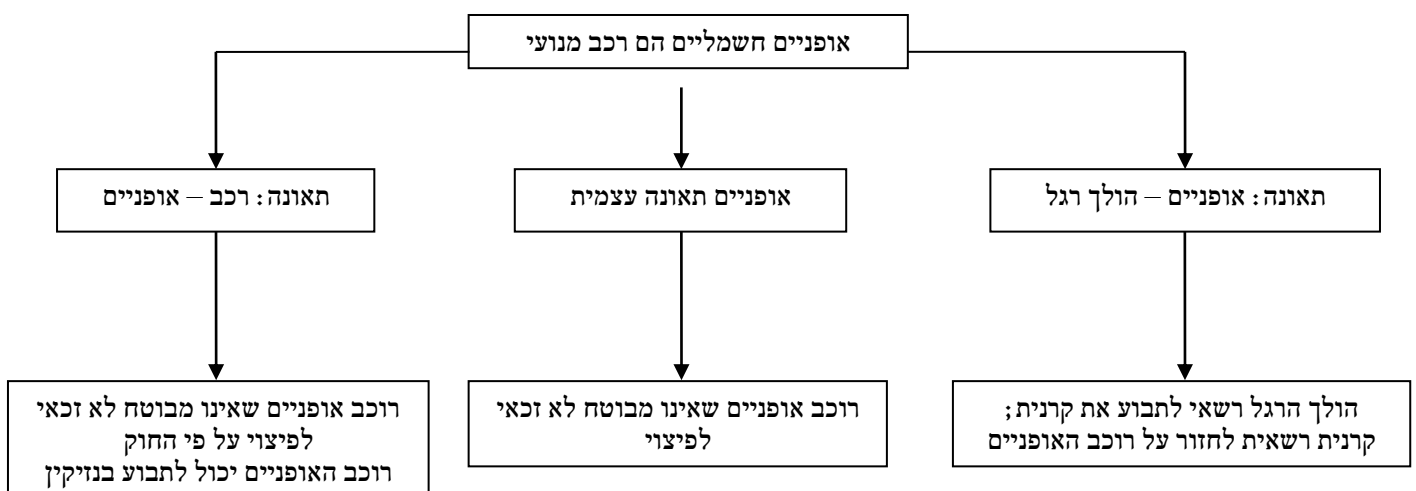 אופניים חשמליים הם רכב מנועי
תאונה: אופניים – הולך רגל
אופניים תאונה עצמית
תאונה: רכב – אופניים
הולך הרגל רשאי לתבוע את קרנית;
קרנית רשאית לחזור על רוכב האופניים
רוכב אופניים שאינו מבוטח לא זכאי
לפיצוי
רוכב אופניים שאינו מבוטח לא זכאי
לפיצוי על פי החוק
רוכב האופניים יכול לתבוע בנזיקין